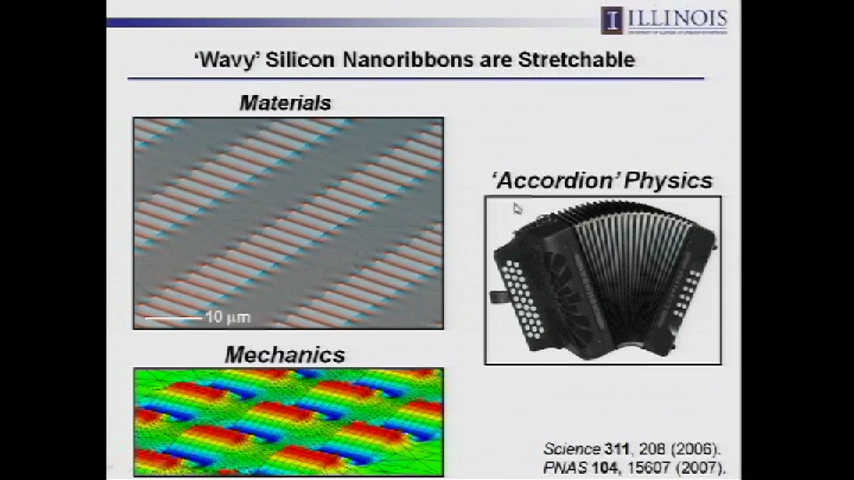 ILLINOIS
'Wavy' Silicon Nanoribbons are Stretchable
Materials
'Accordion' Physics
10 μm
Mechanics
Science 311, 208 (2006).
PNAS 104, 15607 (2007).